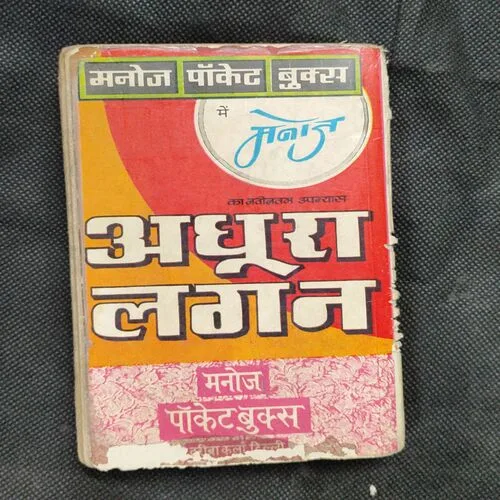 मनोज पॉकेट बुक्स
में
मनोज
का नवीनतम उपन्यास
अधूरा
लगन
मनोज
पॉकेट बुक्स